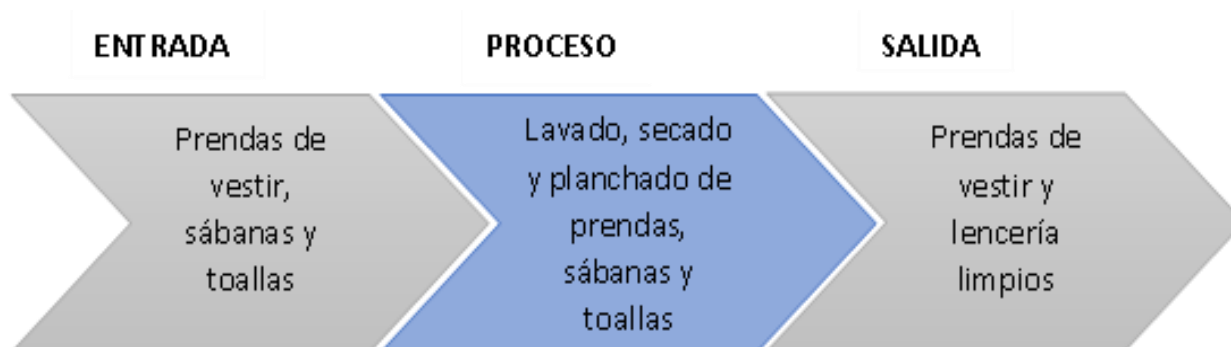 ENTRADA
PROCESO
SALIDA
Prendas de
vestir,
sábanas y
toallas
Lavado, secado
y planchado de
prendas,
sábanas y
toallas
Prendas de
vestir y
lencería
limpios